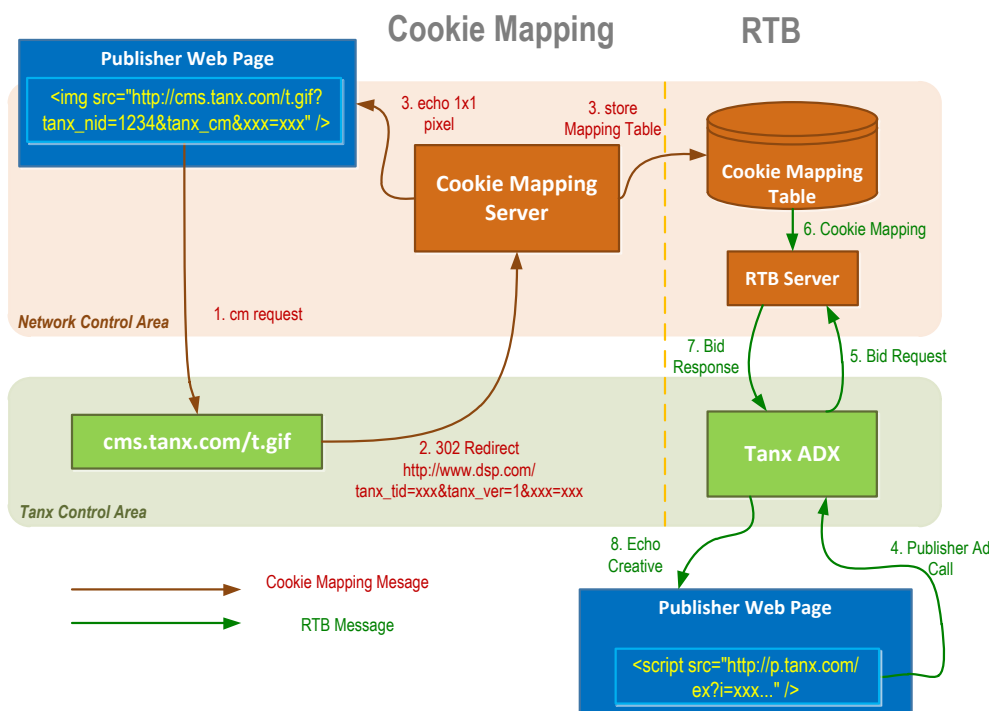 Cookie Mapping
RTB
Publisher Web Page
<img src="http://cms.tanx.com/t.gif?
tanx_nid=1234&tanx_cm&xxx=xxx" />
3. echo 1x1
pixel
3. store
Mapping Table
Cookie Mapping
Server
Cookie Mapping
Table
6. Cookie Mapping
RTB Server
1. cm request
Network Control Area
7. Bid
Response
5. Bid Request
cms.tanx.com/t.gif
2. 302 Redirect
http://www.dsp.com/
tanx_tid=xxx&tanx_ver=1&xxx=xxx
Tanx ADX
Tanx Control Area
8. Echo
Creative
4. Publisher Ad
Call
Cookie Mapping Mesage
RTB Message
Publisher Web Page
<script src="http://p.tanx.com/
ex?i=xxx..." />